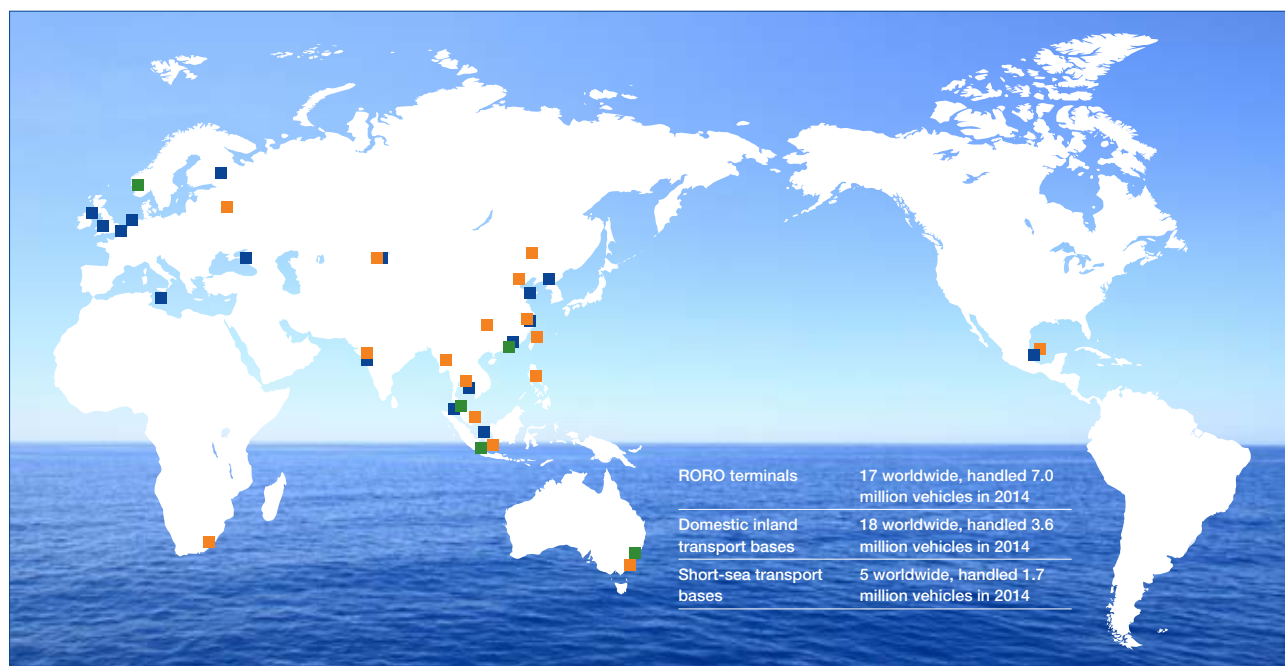 RORO terminals
17 worldwide, handled 7.0
million vehicles in 2014
Domestic inland
transport bases
18 worldwide, handled 3.6
million vehicles in 2014
Short-sea transport
bases
5 worldwide, handled 1.7
million vehicles in 2014